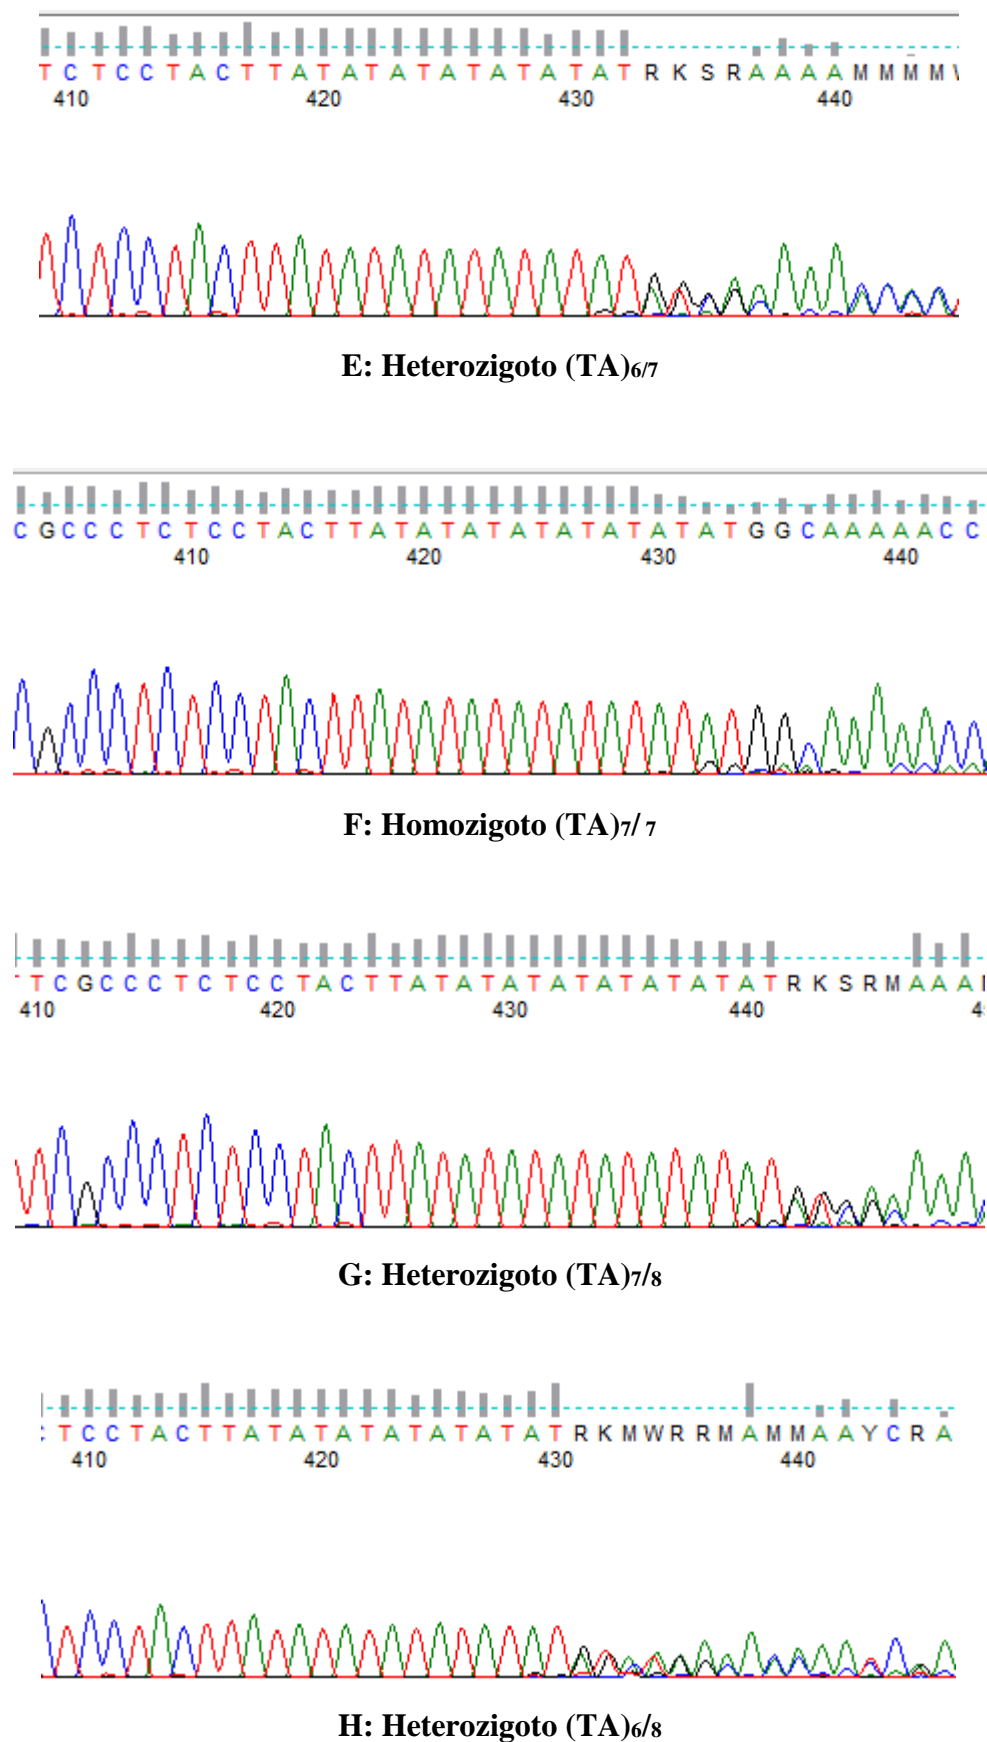 T C T C C T A C T T A T A T A T A T A T A T A T R K S R A A A A M M M M
410 420 430 440
E: Heterozigoto (TA)6/7
C G C C C T C T C C T A C T T A T A T A T A T A T A T A T A T A T G G C A A A A A C C
410 420 430 440
F: Homozigoto (TA)7/ 7
T C G C C C T C T C C T A C T T A T A T A T A T A T A T A T A T A T R K S R M A A A
410 420 430 440
G: Heterozigoto (TA)7/8
T C C T A C T T A T A T A T A T A T A T A T R K M W R R M A M M A A Y C R A
410 420 430 440
H: Heterozigoto (TA)6/8